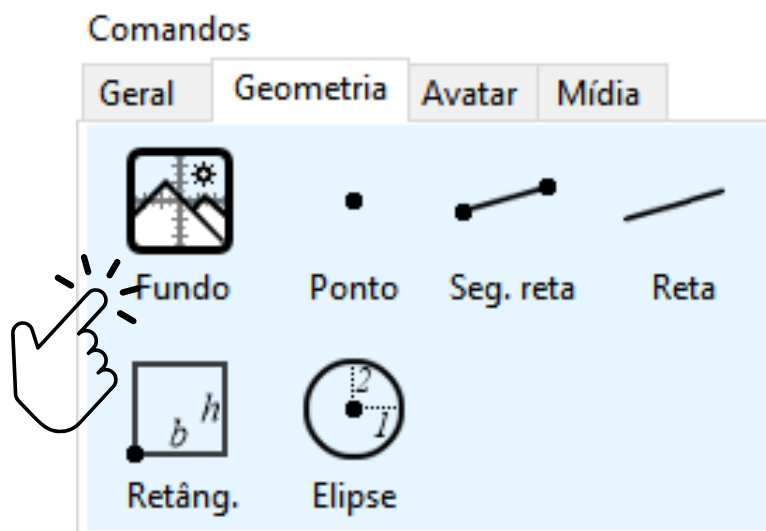 Comandos
Geral Geometria Avatar Mídia
Fundo Ponto Seg. reta Reta
b h
2
1
Retâng. Elipse